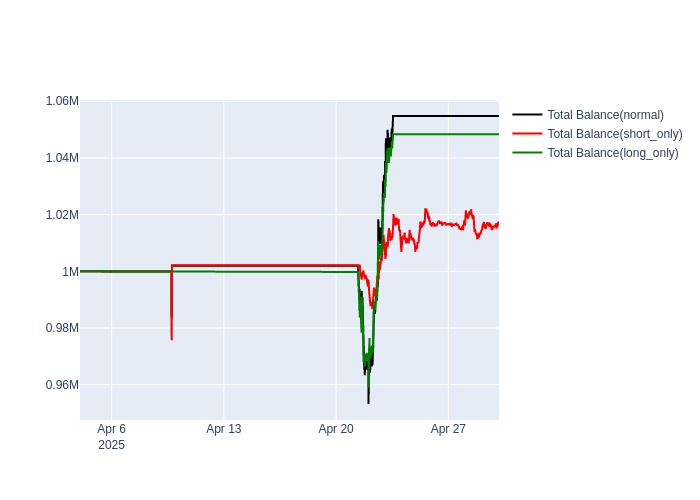 1.06M
1.04M
1.02M
1M
0.98M
0.96M
Apr 6
2025
Apr 13
Apr 20
Apr 27
Total Balance(normal)
Total Balance(short_only)
Total Balance(long_only)